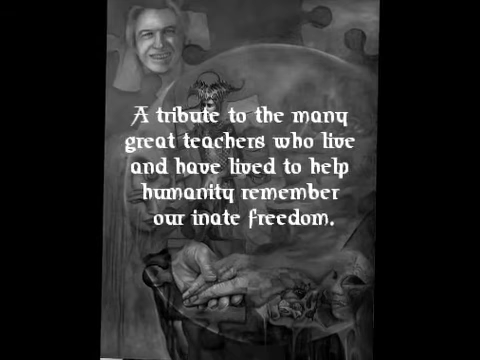 A tribute to the many
great teachers who live
and have lived to help
humanity remember
our inate freedom.